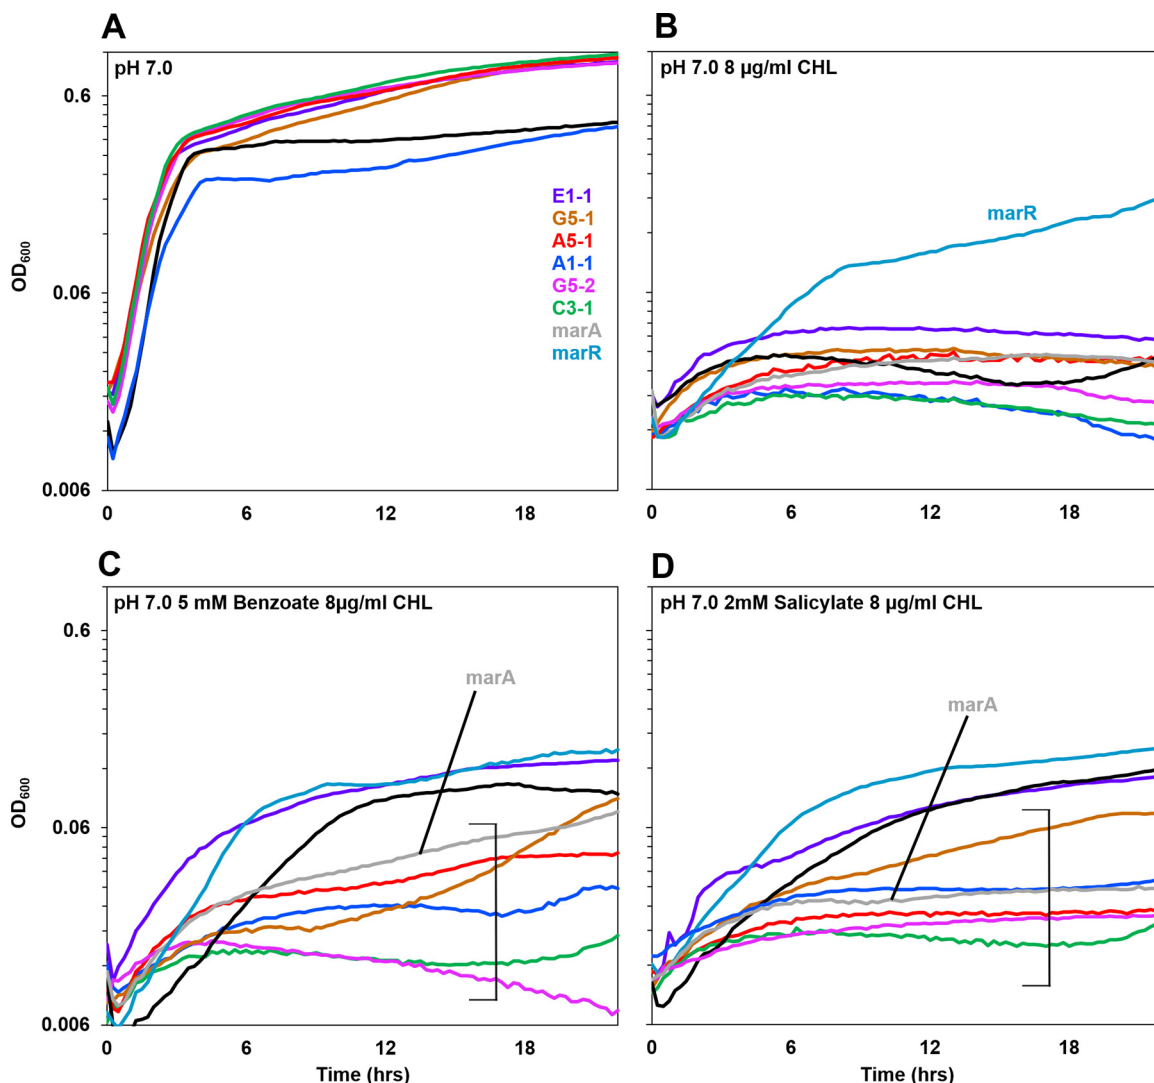 A
pH 7.0
0.6
0.06
0.006
OD600
0
6
12
18
E1-1
G5-1
A5-1
A1-1
G5-2
C3-1
marA
marR
B
pH 7.0 8 µg/ml CHL
marR
0
6
12
18
C
pH 7.0 5 mM Benzoate 8µg/ml CHL
0.6
0.06
0.006
OD600
marA
0
6
12
18
Time (hrs)
D
pH 7.0 2mM Salicylate 8 µg/ml CHL
marA
0
6
12
18
Time (hrs)